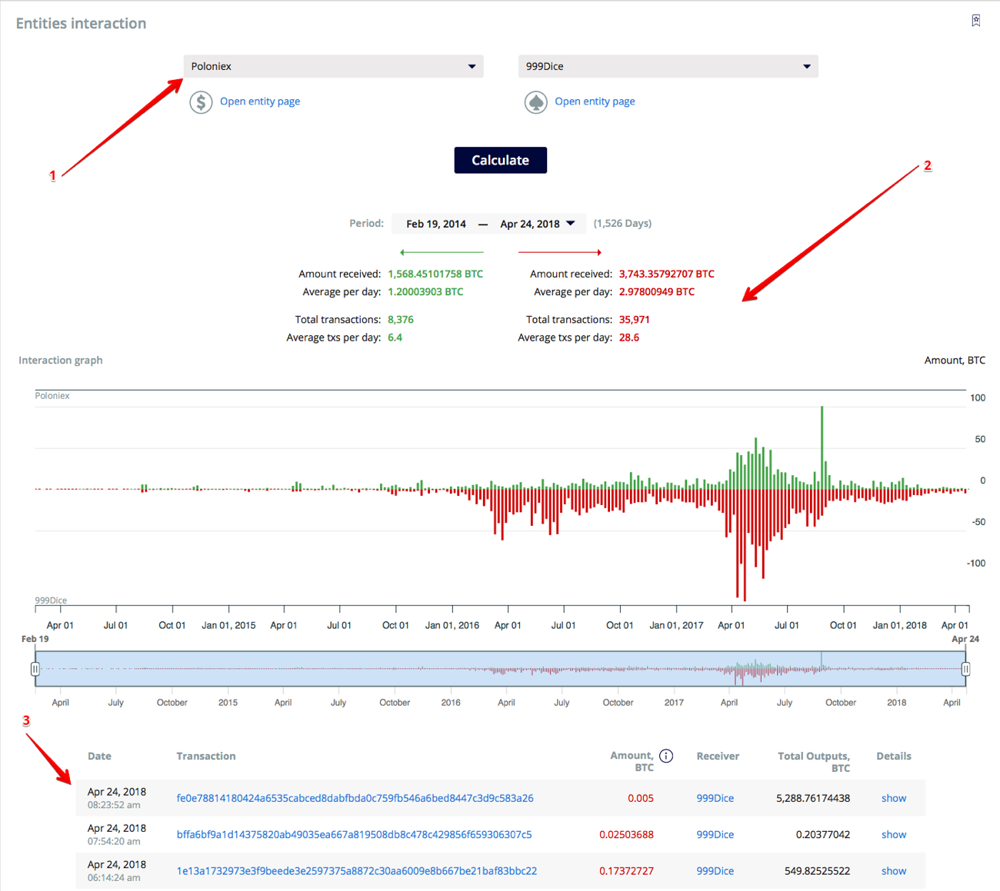 Entities interaction
Poloniex
999Dice
Open entity page
Open entity page
1
Calculate
2
Period: Feb 19, 2014 — Apr 24, 2018 (1,526 Days)
Amount received: 1,568.45101758 BTC
Amount received: 3,743.35792707 BTC
Average per day: 1.20003903 BTC
Average per day: 2.97800949 BTC
Total transactions: 8,376
Total transactions: 35,971
Average txs per day: 6.4
Average txs per day: 28.6
Interaction graph
Amount, BTC
Poloniex
100
50
0
-50
-100
999Dice
Apr 01 Jul 01 Oct 01 Jan 01, 2015 Apr 01 Jul 01 Oct 01 Jan 01, 2016 Apr 01 Jul 01 Oct 01 Jan 01, 2017 Apr 01 Jul 01 Oct 01 Jan 01, 2018 Apr 01
Feb 19
Apr 24
April July October 2015 April July October 2016 April July October 2017 April July October 2018 April
3
Date Transaction Amount, BTC i Receiver Total Outputs, BTC Details
Apr 24, 2018
08:23:52 am
fe0e78814180424a6535cabced8dabfbda0c759fb546a6bed8447c3d9c583a26 0.005 999Dice 5,288.76174438 show
Apr 24, 2018
07:54:20 am
bffa6bf9a1d14375820ab49035ea667a819508db8c478c429856f659306307c5 0.02503688 999Dice 0.20377042 show
Apr 24, 2018
06:14:24 am
1e13a1732973e3f9beede3e2597375a8872c30aa6009e8b667be21baf83bbc22 0.17372727 999Dice 549.82525522 show